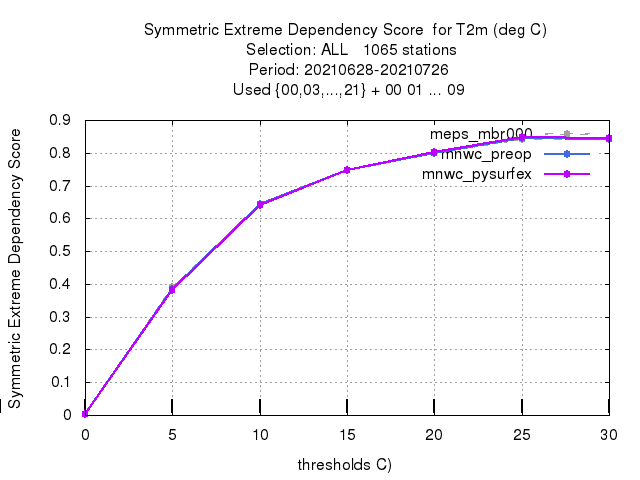 Symmetric Extreme Dependency Score  for T2m (deg C)
Selection: ALL   1065 stations
Period: 20210628-20210726
Used {00,03,...,21} + 00 01 ... 09
Symmetric Extreme Dependency Score
0.9
0.8
0.7
0.6
0.5
0.4
0.3
0.2
0.1
0
meps_mbr000
mnwc_preop
mnwc_pysurfex
0 5 10 15 20 25 30
thresholds C)